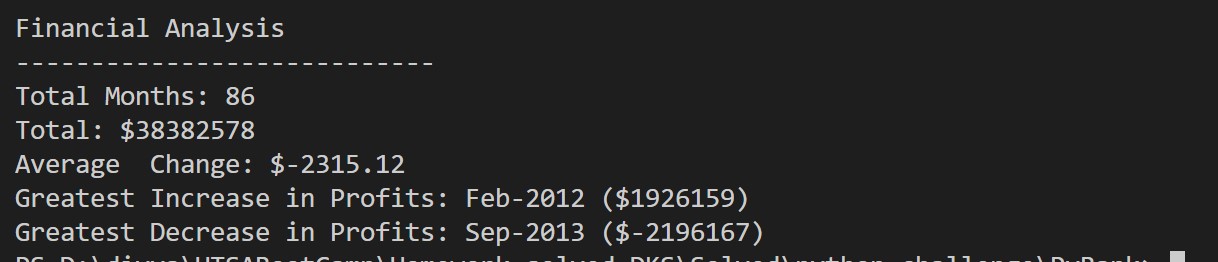 Financial Analysis
----------------------------
Total Months: 86
Total: $38382578
Average  Change: $-2315.12
Greatest Increase in Profits: Feb-2012 ($1926159)
Greatest Decrease in Profits: Sep-2013 ($-2196167)